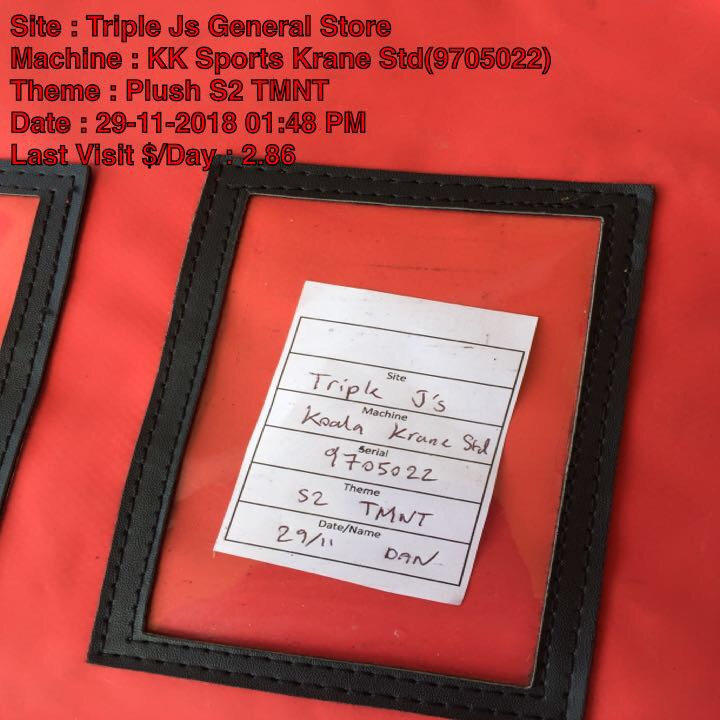 Site : Triple Js General Store
Machine : KK Sports Krane Std(9705022)
Theme : Plush S2 TMNT
Date : 29-11-2018 01:48 PM
Last Visit $/Day : 2.86
Site
Triple J's
Machine
Koala Krane Std
Serial
9705022
Theme
S2 TMNT
Date/Name
29/11 DAN